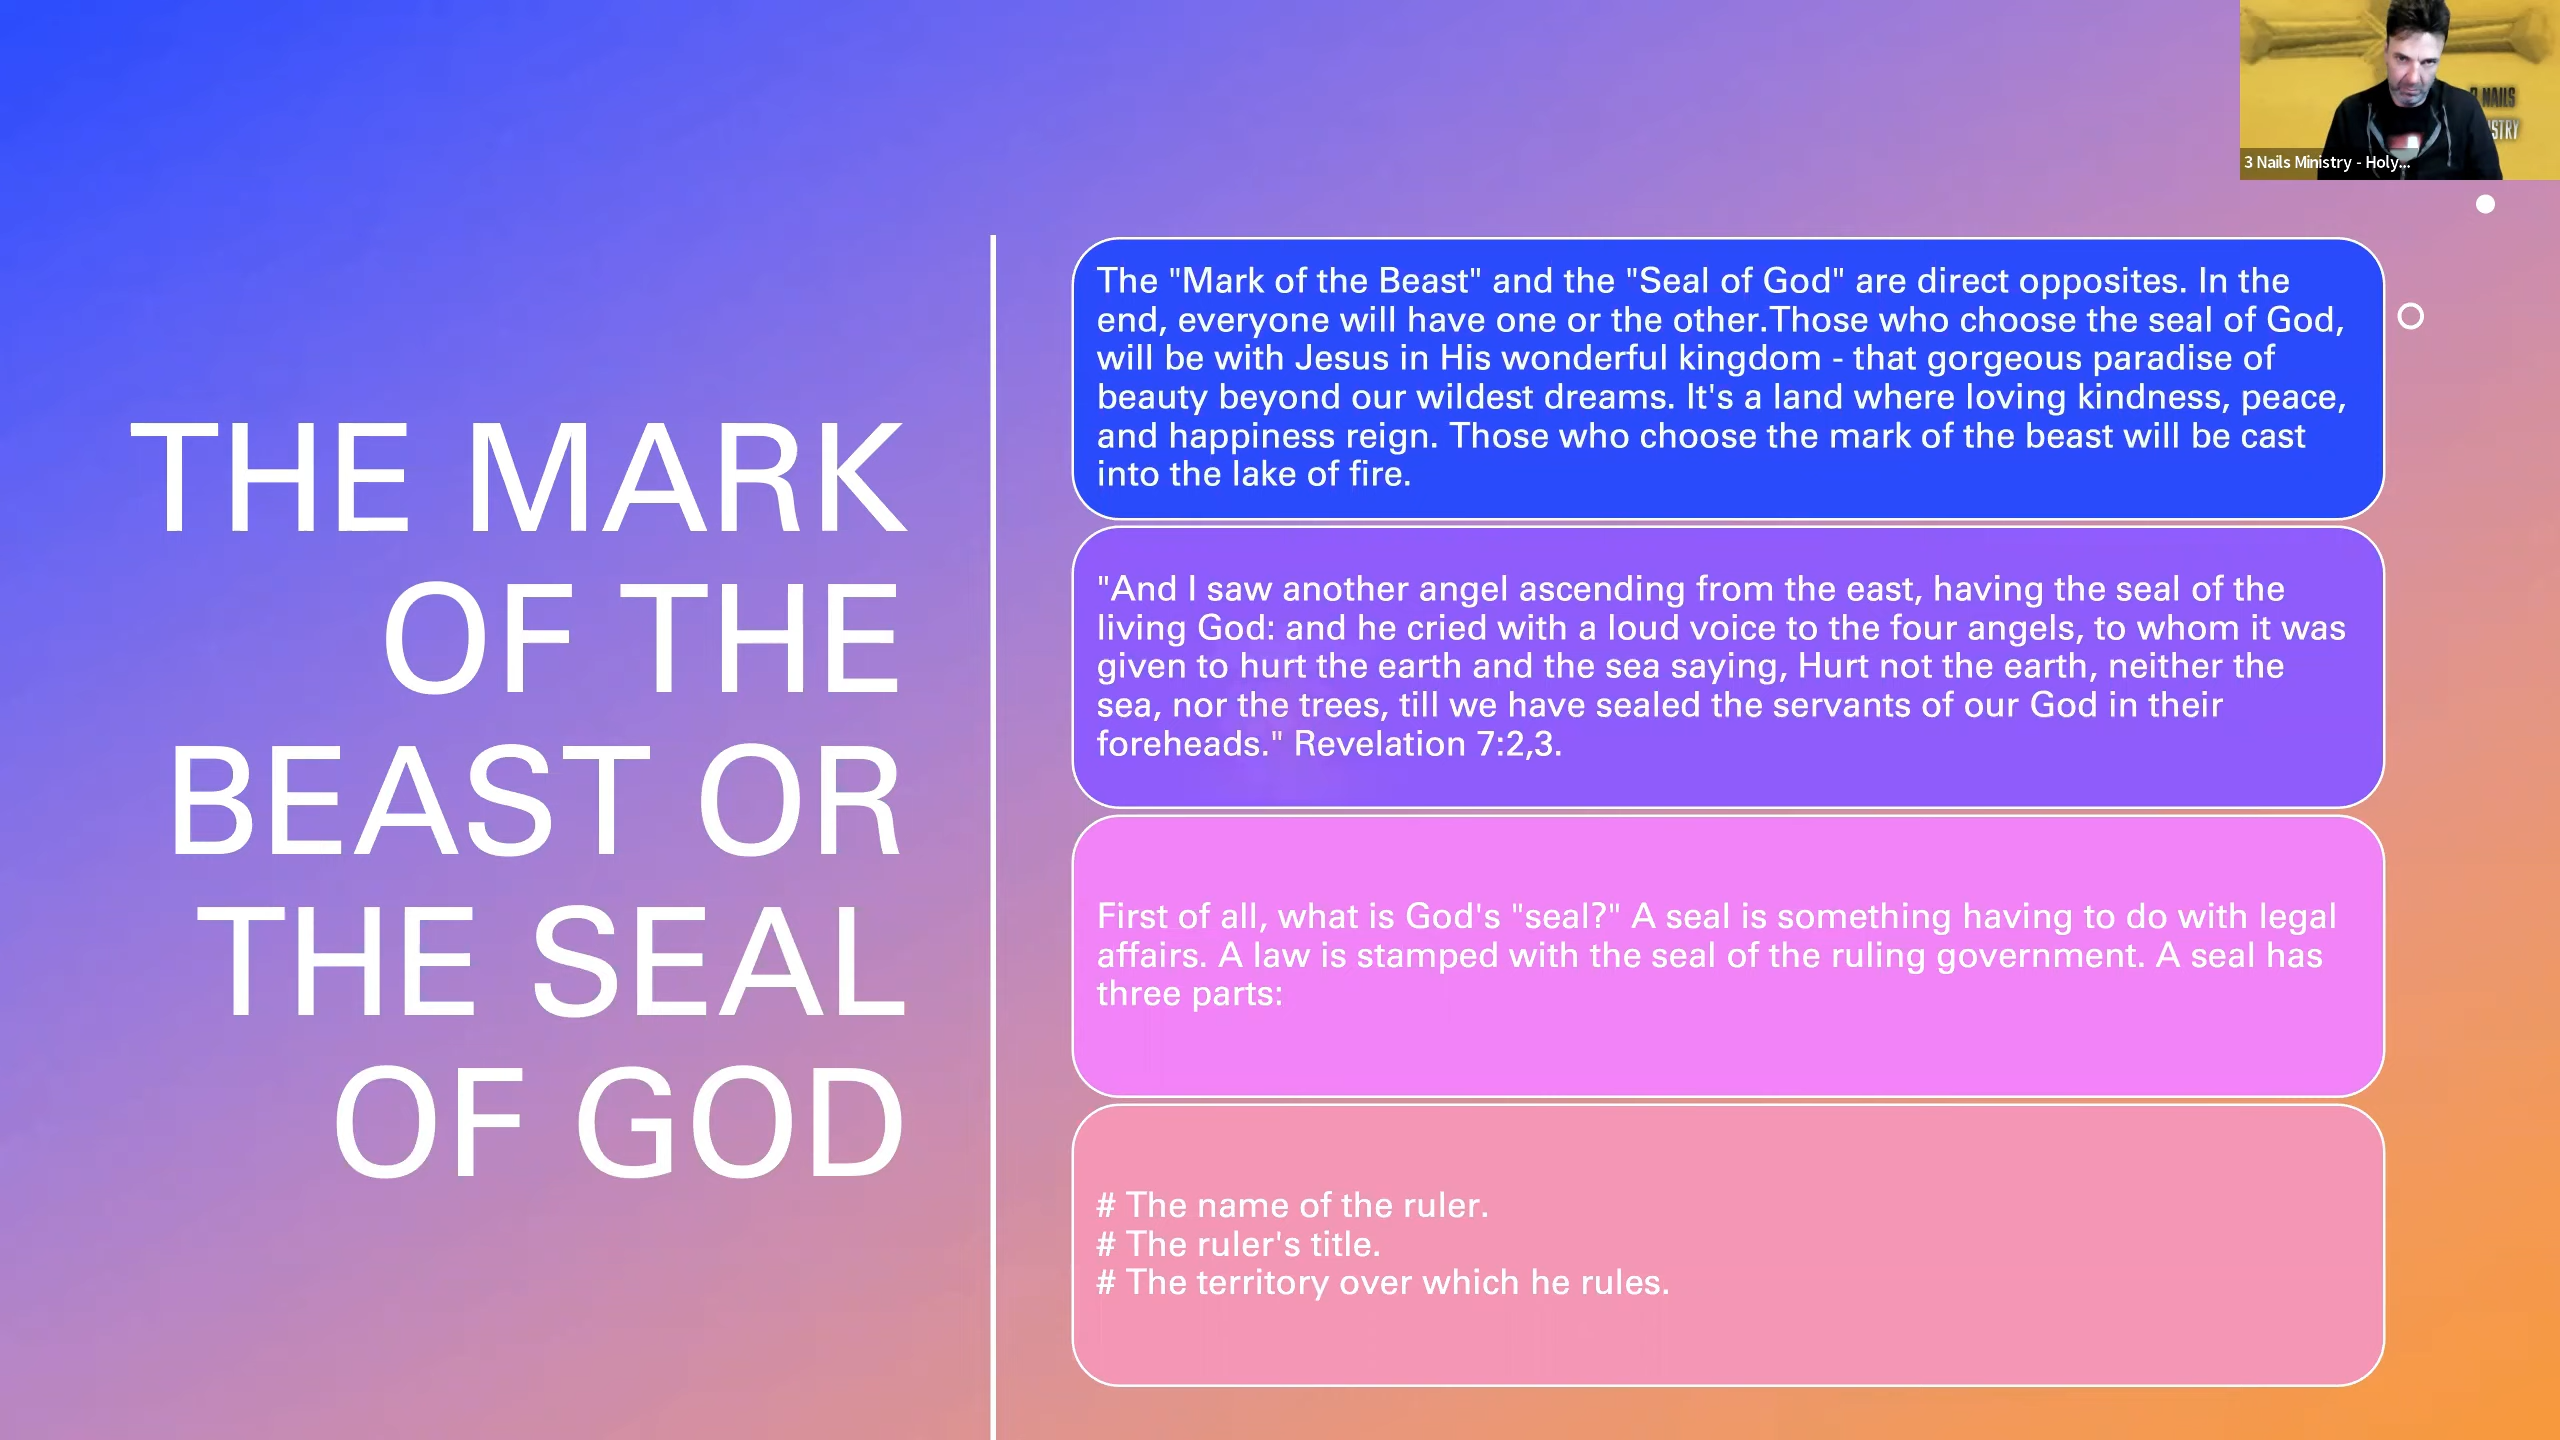 THE MARK
OF THE
BEAST OR
THE SEAL
OF GOD
The "Mark of the Beast" and the "Seal of God" are direct opposites. In the
end, everyone will have one or the other.Those who choose the seal of God,
will be with Jesus in His wonderful kingdom - that gorgeous paradise of
beauty beyond our wildest dreams. It's a land where loving kindness, peace,
and happiness reign. Those who choose the mark of the beast will be cast
into the lake of fire.
"And I saw another angel ascending from the east, having the seal of the
living God: and he cried with a loud voice to the four angels, to whom it was
given to hurt the earth and the sea saying, Hurt not the earth, neither the
sea, nor the trees, till we have sealed the servants of our God in their
foreheads." Revelation 7:2,3.
First of all, what is God's "seal?" A seal is something having to do with legal
affairs. A law is stamped with the seal of the ruling government. A seal has
three parts:
# The name of the ruler.
# The ruler's title.
# The territory over which he rules.
NAILS
3 Nails Ministry - Holy...